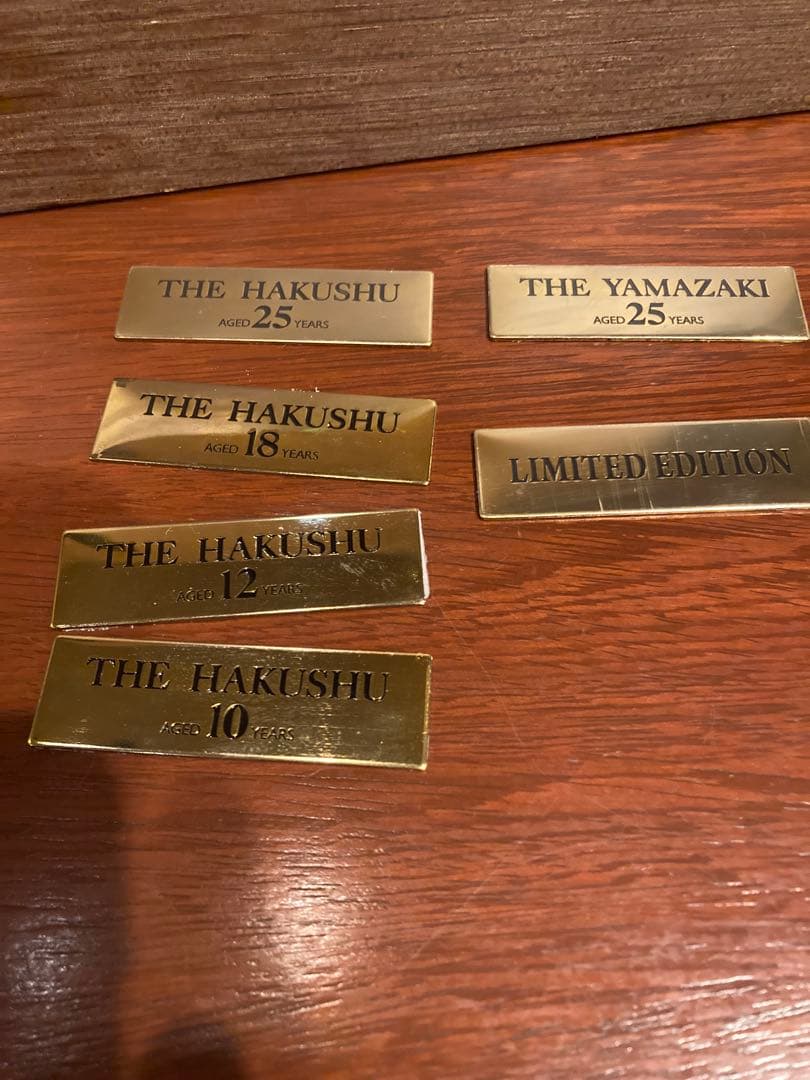 THE HAKUSHU
AGED 25 YEARS
THE YAMAZAKI
AGED 25 YEARS
THE HAKUSHU
AGED 18 YEARS
LIMITED EDITION
THE HAKUSHU
AGED 12 YEARS
THE HAKUSHU
AGED 10 YEARS